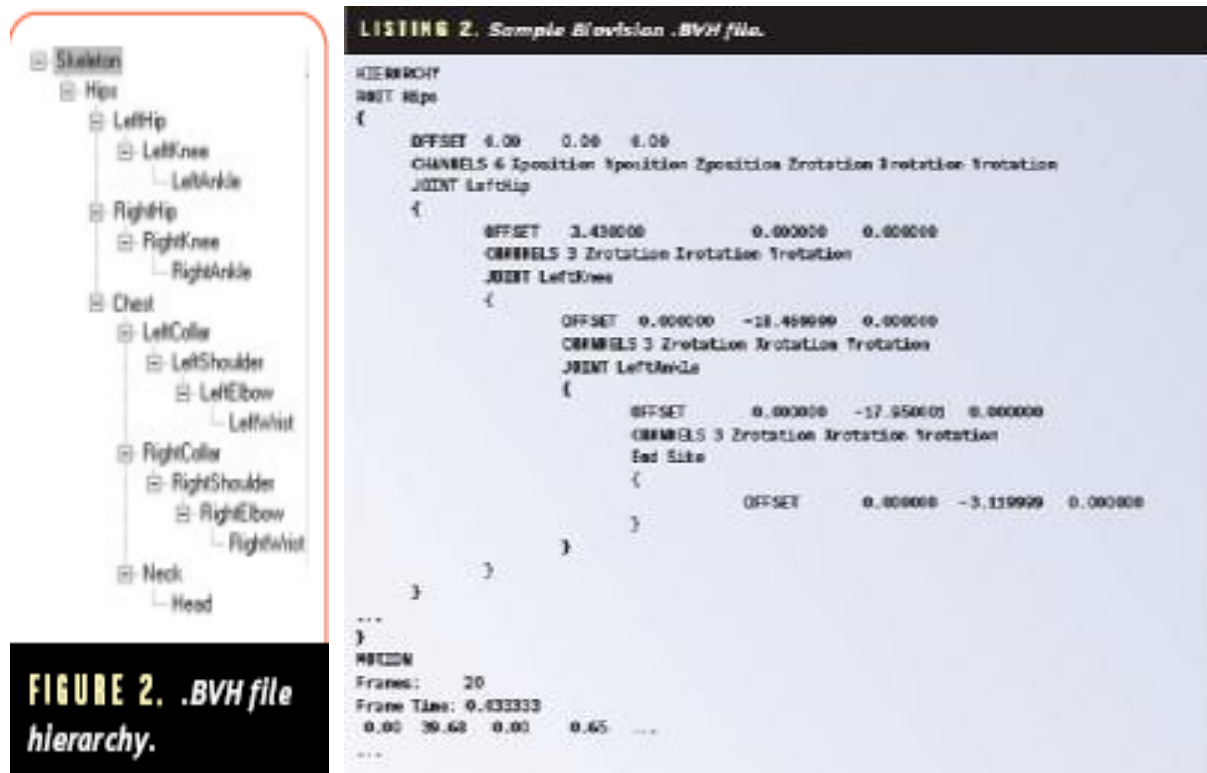 Skeleton
Hips
LeftHip
LeftKnee
LeftAnkle
RightHip
RightKnee
RightAnkle
Chest
LeftCollar
LeftShoulder
LeftElbow
LeftWrist
RightCollar
RightShoulder
RightElbow
RightWrist
Neck
Head
FIGURE 2. .BVH file
hierarchy.
LISTING 2. Sample Biovision .BVH file.
HIERARCHY
ROOT Hips
{
OFFSET 0.00 0.00 0.00
CHANNELS 6 Xposition Yposition Zposition Zrotation Xrotation Yrotation
JOINT LeftHip
{
OFFSET 3.430000 0.000000 0.000000
CHANNELS 3 Zrotation Xrotation Yrotation
JOINT LeftKnee
{
OFFSET 0.000000 -18.469999 0.000000
CHANNELS 3 Zrotation Xrotation Yrotation
JOINT LeftAnkle
{
OFFSET 0.000000 -17.950001 0.000000
CHANNELS 3 Zrotation Xrotation Yrotation
End Site
{
OFFSET 0.000000 -3.119999 0.000000
}
}
}
}
...
}
MOTION
Frames: 20
Frame Time: 0.033333
0.00 39.68 0.00 0.65 ...
...